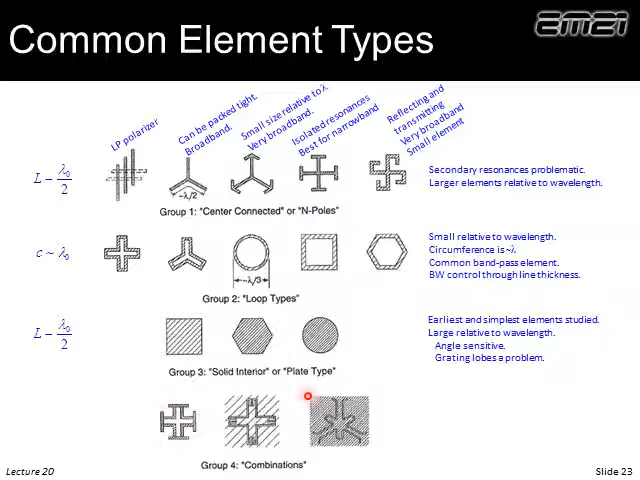 EMZI
Common Element Types
LP polarizer
Can be packed tight.
Broadband.
Small size relative to λ
Very broadband.
Isolated resonances
Best for narrowband
Reflecting and
transmitting
Very broadband
Small element
L ~ λ0/2
~λ/2
Secondary resonances problematic.
Larger elements relative to wavelength.
Group 1: "Center Connected" or "N-Poles"
c ~ λ0
~λ/3
Small relative to wavelength.
Circumference is ~λ.
Common band-pass element.
BW control through line thickness.
Group 2: "Loop Types"
L ~ λ0/2
Earliest and simplest elements studied.
Large relative to wavelength.
Angle sensitive.
Grating lobes a problem.
Group 3: "Solid Interior" or "Plate Type"
Group 4: "Combinations"
Lecture 20
Slide 23